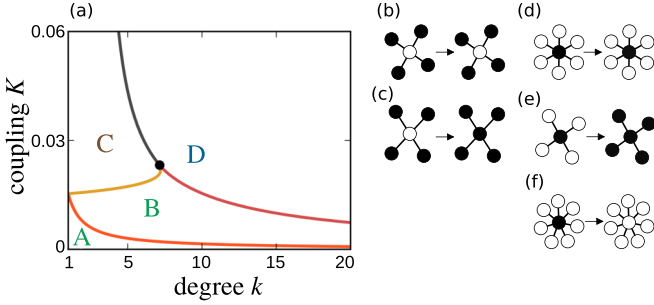 (a)
0.06
0.03
0
coupling K
C
D
B
A
1
5
10
15
20
degree k
(b)
(c)
(d)
(e)
(f)